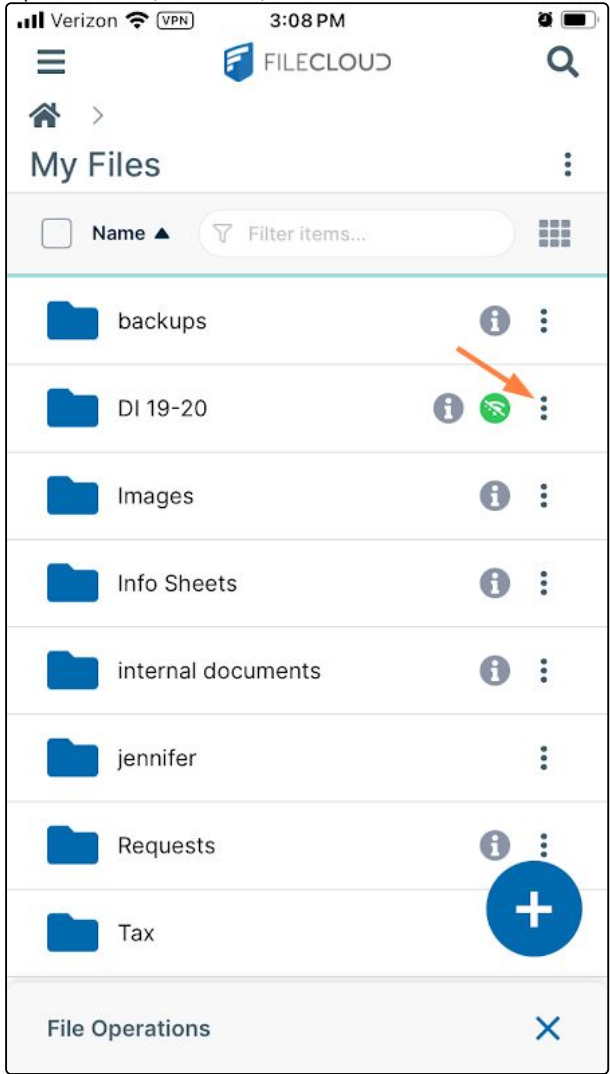 Verizon VPN 3:08 PM
FILECLOUD
My Files
Name Filter items...
backups
DI 19-20
Images
Info Sheets
internal documents
jennifer
Requests
Tax
File Operations